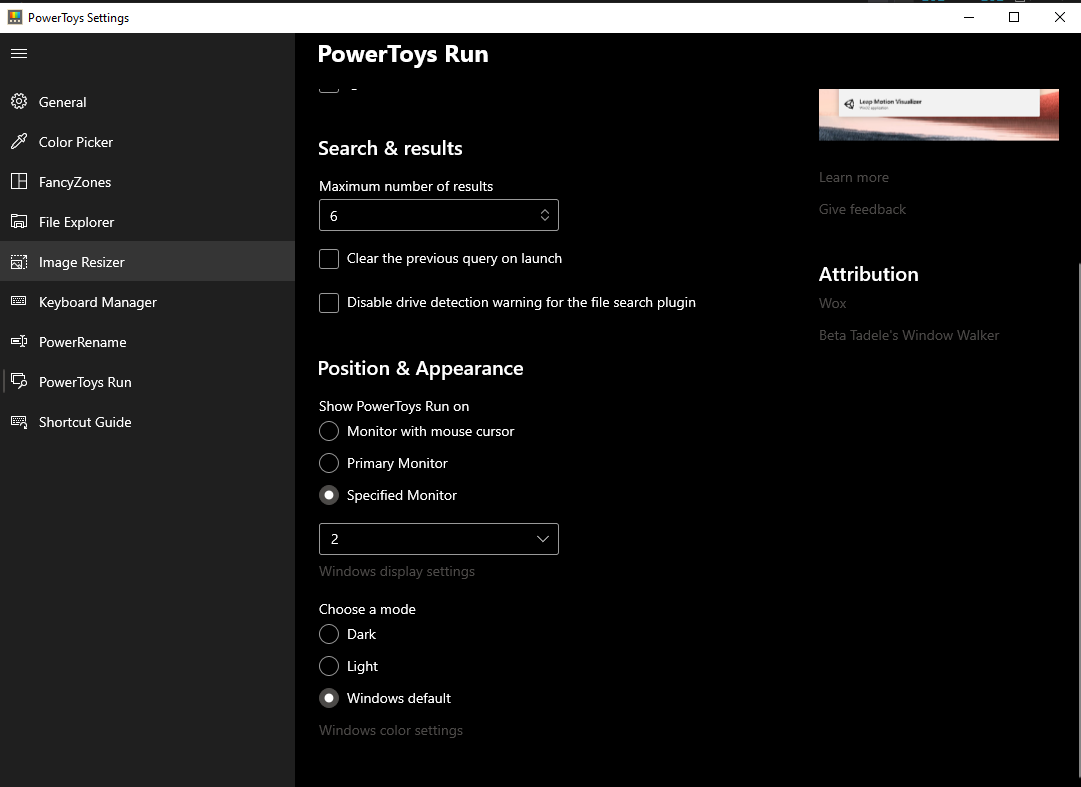 PowerToys Settings
General
Color Picker
FancyZones
File Explorer
Image Resizer
Keyboard Manager
PowerRename
PowerToys Run
Shortcut Guide
PowerToys Run
Search & results
Maximum number of results
6
Clear the previous query on launch
Disable drive detection warning for the file search plugin
Position & Appearance
Show PowerToys Run on
Monitor with mouse cursor
Primary Monitor
Specified Monitor
2
Windows display settings
Choose a mode
Dark
Light
Windows default
Windows color settings
Leap Motion Visualizer
Learn more
Give feedback
Attribution
Wox
Beta Tadele's Window Walker